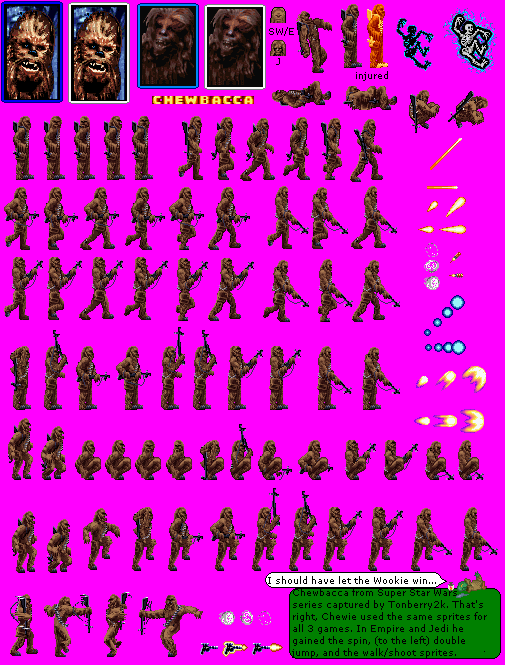 SW/E
J
injured
CHEWBACCA
I should have let the Wookie win...
Chewbacca from Super Star Wars
series captured by Tonberry2k. That's
right, Chewie used the same sprites for
all 3 games. In Empire and Jedi he
gained the spin, (to the left) double
jump, and the walk/shoot sprites.